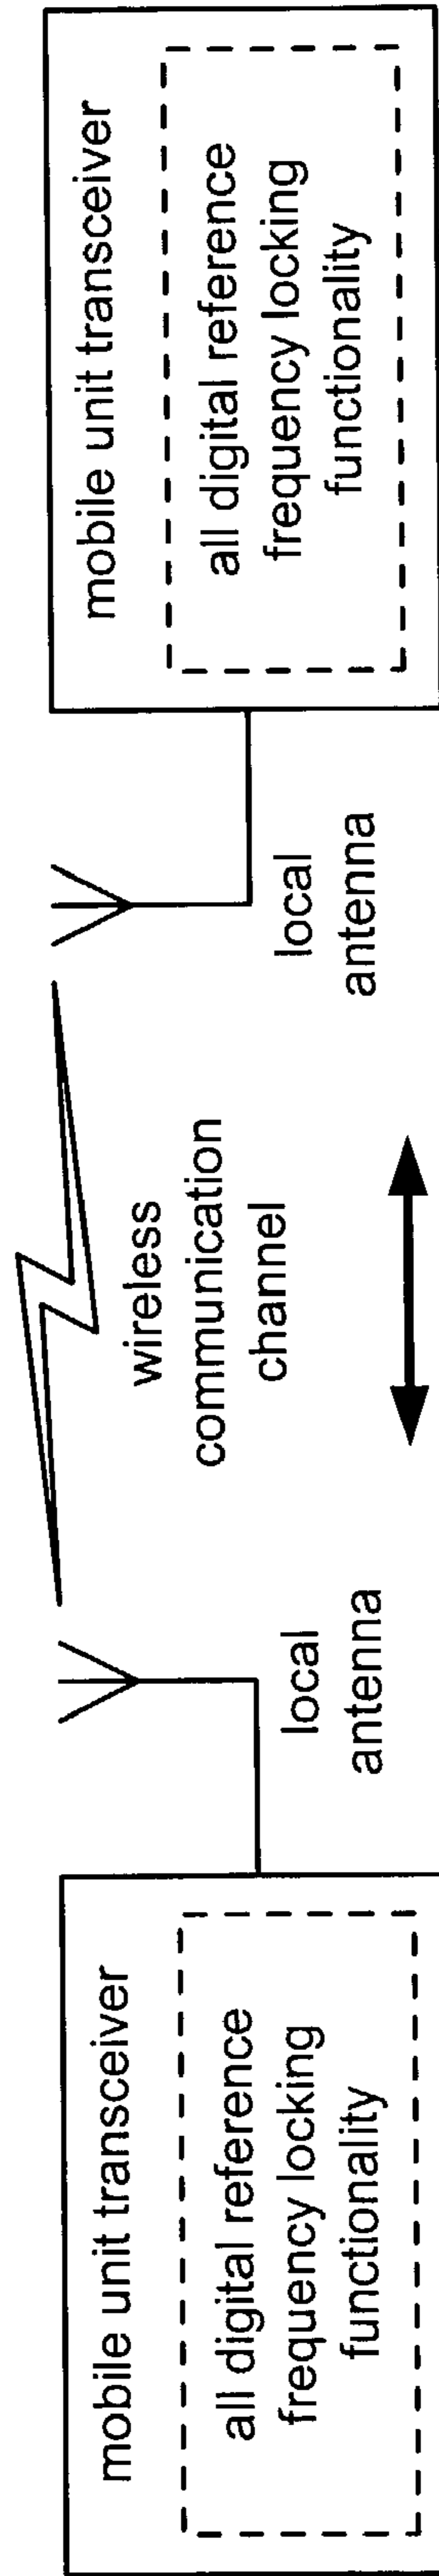 mobile unit transceiver
all digital reference
frequency locking
functionality
local
antenna
wireless
communication
channel
local
antenna
mobile unit transceiver
all digital reference
frequency locking
functionality